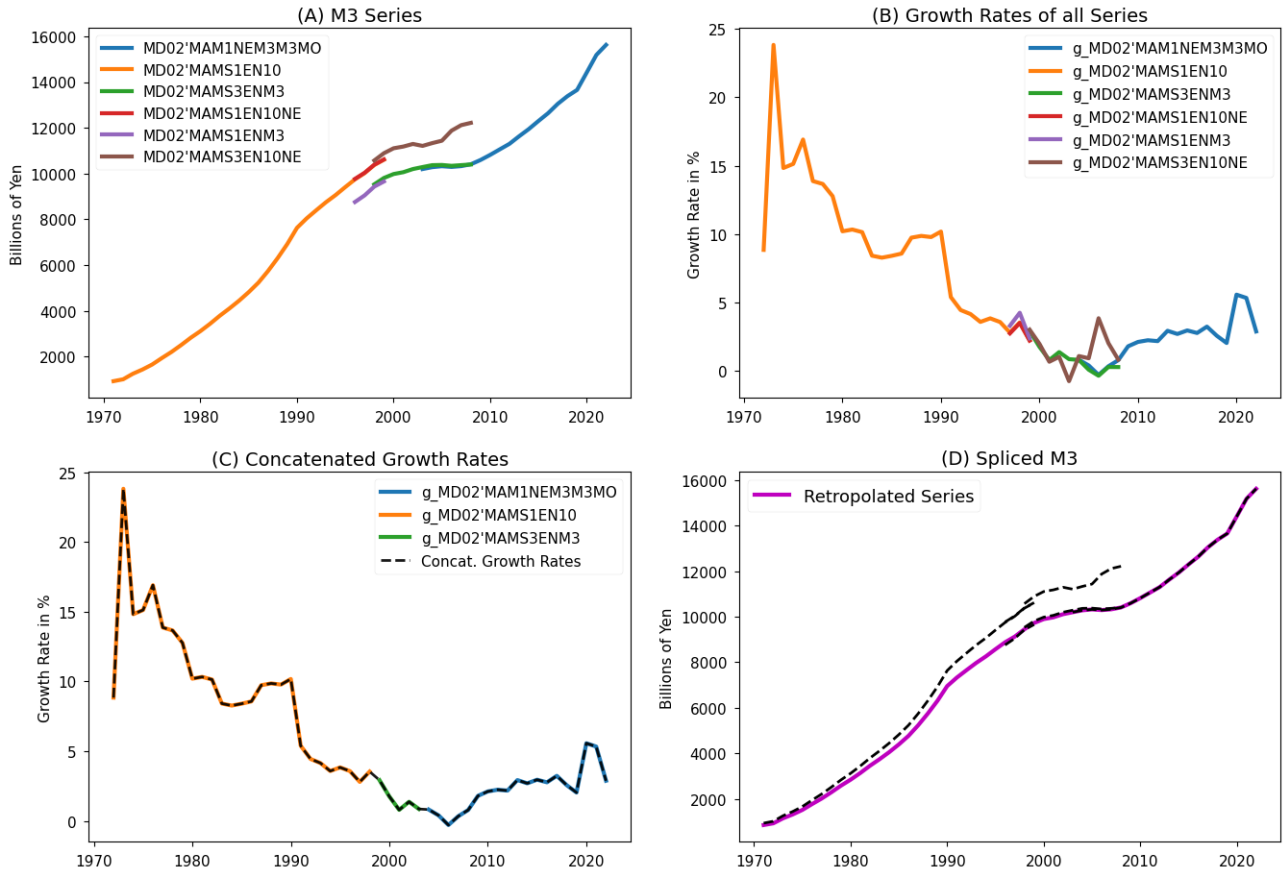 (A) M3 Series
Billions of Yen
16000
14000
12000
10000
8000
6000
4000
2000
1970 1980 1990 2000 2010 2020
MD02'MAM1NEM3M3MO
MD02'MAMS1EN10
MD02'MAMS3ENM3
MD02'MAMS1EN10NE
MD02'MAMS1ENM3
MD02'MAMS3EN10NE
(B) Growth Rates of all Series
Growth Rate in %
25
20
15
10
5
0
1970 1980 1990 2000 2010 2020
g_MD02'MAM1NEM3M3MO
g_MD02'MAMS1EN10
g_MD02'MAMS3ENM3
g_MD02'MAMS1EN10NE
g_MD02'MAMS1ENM3
g_MD02'MAMS3EN10NE
(C) Concatenated Growth Rates
Growth Rate in %
25
20
15
10
5
0
1970 1980 1990 2000 2010 2020
g_MD02'MAM1NEM3M3MO
g_MD02'MAMS1EN10
g_MD02'MAMS3ENM3
Concat. Growth Rates
(D) Spliced M3
Billions of Yen
16000
14000
12000
10000
8000
6000
4000
2000
1970 1980 1990 2000 2010 2020
Retropolated Series